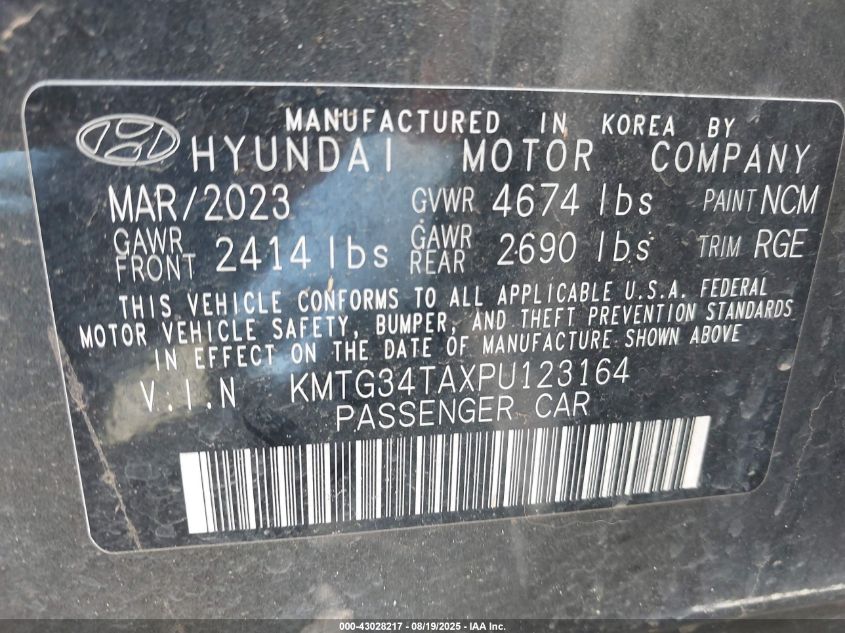 MANUFACTURED IN KOREA BY
HYUNDAI MOTOR COMPANY
MAR/2023 GVWR 4674 lbs PAINT NCM
GAWR FRONT 2414 lbs GAWR REAR 2690 lbs TRIM RGE
THIS VEHICLE CONFORMS TO ALL APPLICABLE U.S.A. FEDERAL
MOTOR VEHICLE SAFETY, BUMPER, AND THEFT PREVENTION STANDARDS
IN EFFECT ON THE DATE OF MANUFACTURE SHOWN ABOVE
V.I.N KMTG34TAXPU123164
PASSENGER CAR
000-43028217 - 08/19/2025 - IAA Inc.